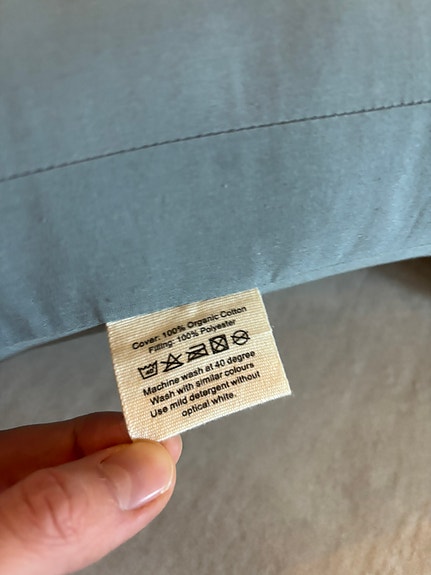 Cover: 100% Organic Cotton
Filling: 100% Polyester
Machine wash at 40 degree
Wash with similar colours
Use mild detergent without
optical white.